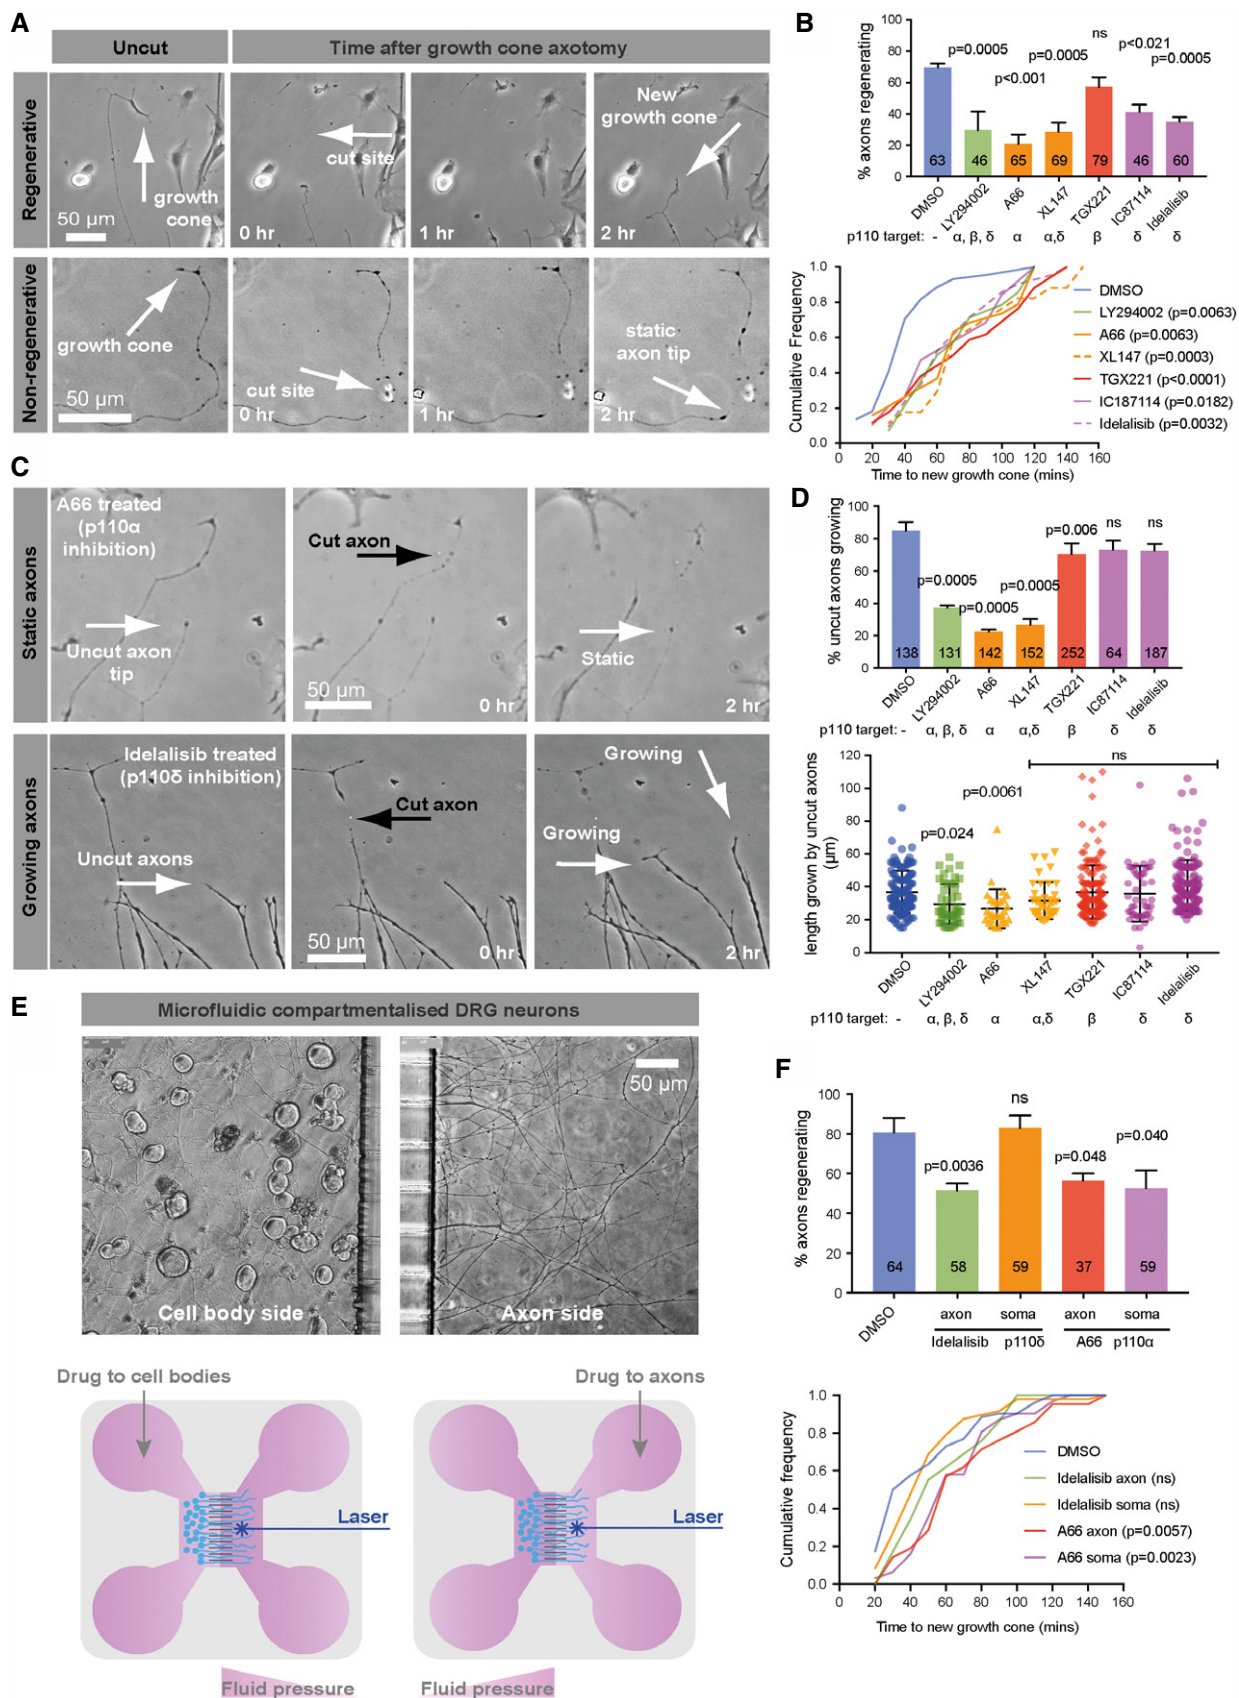 A
Uncut
Time after growth cone axotomy
Regenerative
growth
cone
50 µm
cut site
0 hr
1 hr
New
growth cone
2 hr
Non-regenerative
growth cone
50 µm
cut site
0 hr
1 hr
static
axon tip
2 hr
B
% axons regenerating
100
80
60
40
20
0
p=0.0005
p<0.001
p=0.0005
ns
p<0.021
p=0.0005
63
46
65
69
79
46
60
DMSO
LY294002
A66
XL147
TGX221
IC87114
Idelalisib
p110 target: - α, β, δ α α,δ β δ δ
Cumulative Frequency
1.0
0.8
0.6
0.4
0.2
0.0
0 20 40 60 80 100 120 140 160
Time to new growth cone (mins)
DMSO
LY294002 (p=0.0063)
A66 (p=0.0063)
XL147 (p=0.0003)
TGX221 (p<0.0001)
IC187114 (p=0.0182)
Idelalisib (p=0.0032)
C
Static axons
A66 treated
(p110α
inhibition)
Uncut axon
tip
Cut axon
50 µm
0 hr
Static
2 hr
Growing axons
Idelalisib treated
(p110δ inhibition)
Uncut axons
Cut axon
50 µm
0 hr
Growing
Growing
2 hr
D
% uncut axons growing
100
80
60
40
20
0
p=0.0005
p=0.0005
p=0.0005
p=0.006
ns
ns
138
131
142
152
252
64
187
DMSO
LY294002
A66
XL147
TGX221
IC87114
Idelalisib
p110 target: - α, β, δ α α,δ β δ δ
length grown by uncut axons
(µm)
120
100
80
60
40
20
0
p=0.024
p=0.0061
ns
DMSO
LY294002
A66
XL147
TGX221
IC87114
Idelalisib
p110 target: - α, β, δ α α,δ β δ δ
E
Microfluidic compartmentalised DRG neurons
Cell body side
50 µm
Axon side
Drug to cell bodies
Laser
Fluid pressure
Drug to axons
Laser
Fluid pressure
F
% axons regenerating
100
80
60
40
20
0
p=0.0036
ns
p=0.048
p=0.040
64
58
59
37
59
DMSO
axon soma axon soma
Idelalisib p110δ A66 p110α
Cumulative frequency
1.0
0.8
0.6
0.4
0.2
0.0
0 20 40 60 80 100 120 140 160
Time to new growth cone (mins)
DMSO
Idelalisib axon (ns)
Idelalisib soma (ns)
A66 axon (p=0.0057)
A66 soma (p=0.0023)